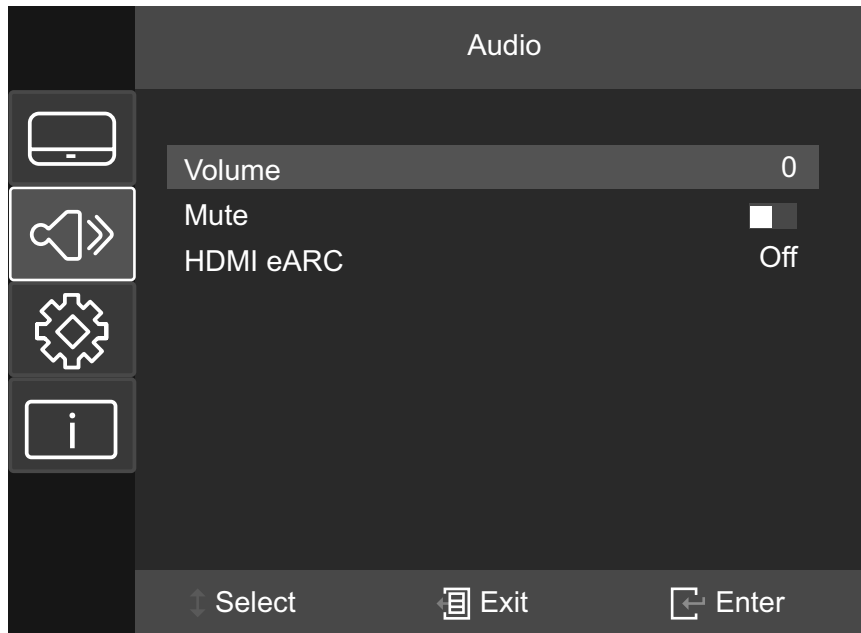 Audio
Volume 0
Mute
HDMI eARC Off
i
Select Exit Enter